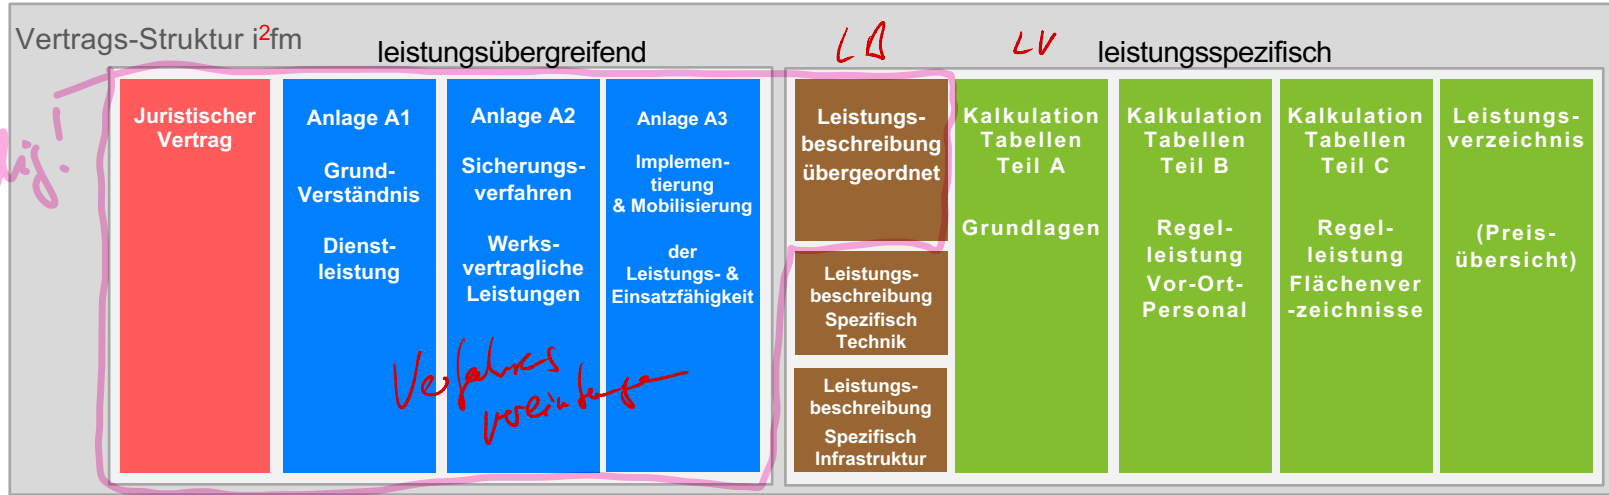 Vertrags-Struktur i²fm
leistungsübergreifend
LB
LV
leistungsspezifisch
Juristischer
Vertrag
Anlage A1
Grund-
Verständnis
Dienst-
leistung
Anlage A2
Sicherungs-
verfahren
Werks-
vertragliche
Leistungen
Anlage A3
Implemen-
tierung
& Mobilisierung
der
Leistungs- &
Einsatzfähigkeit
Leistungs-
beschreibung
übergeordnet
Leistungs-
beschreibung
Spezifisch
Technik
Leistungs-
beschreibung
Spezifisch
Infrastruktur
Kalkulation
Tabellen
Teil A
Grundlagen
Kalkulation
Tabellen
Teil B
Regel-
leistung
Vor-Ort-
Personal
Kalkulation
Tabellen
Teil C
Regel-
leistung
Flächenver
-zeichnisse
Leistungs-
verzeichnis
(Preis-
übersicht)